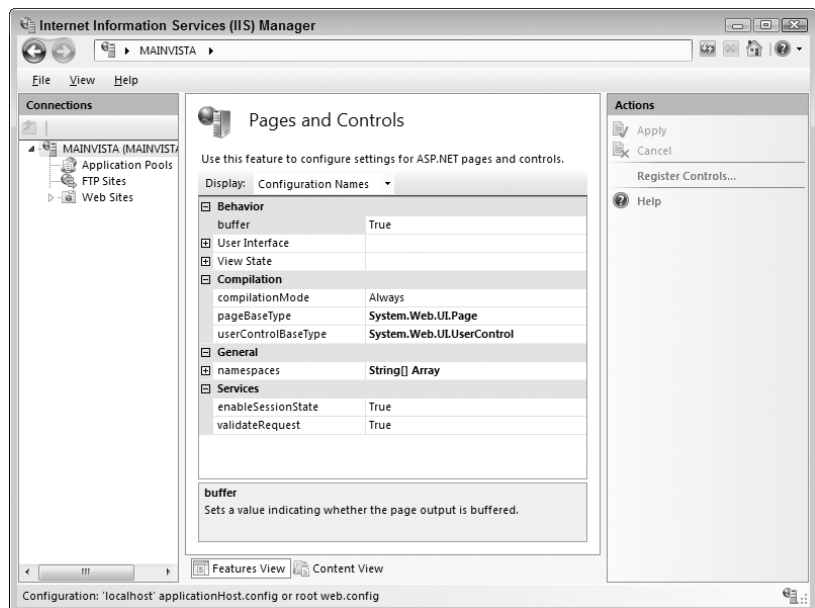 Internet Information Services (IIS) Manager
MAINVISTA
File View Help
Connections
MAINVISTA (MAINVISTA
Application Pools
FTP Sites
Web Sites
Pages and Controls
Use this feature to configure settings for ASP.NET pages and controls.
Display: Configuration Names
Behavior
buffer True
User Interface
View State
Compilation
compilationMode Always
pageBaseType System.Web.UI.Page
userControlBaseType System.Web.UI.UserControl
General
namespaces String[] Array
Services
enableSessionState True
validateRequest True
buffer
Sets a value indicating whether the page output is buffered.
Features View Content View
Actions
Apply
Cancel
Register Controls...
Help
Configuration: 'localhost' applicationHost.config or root web.config